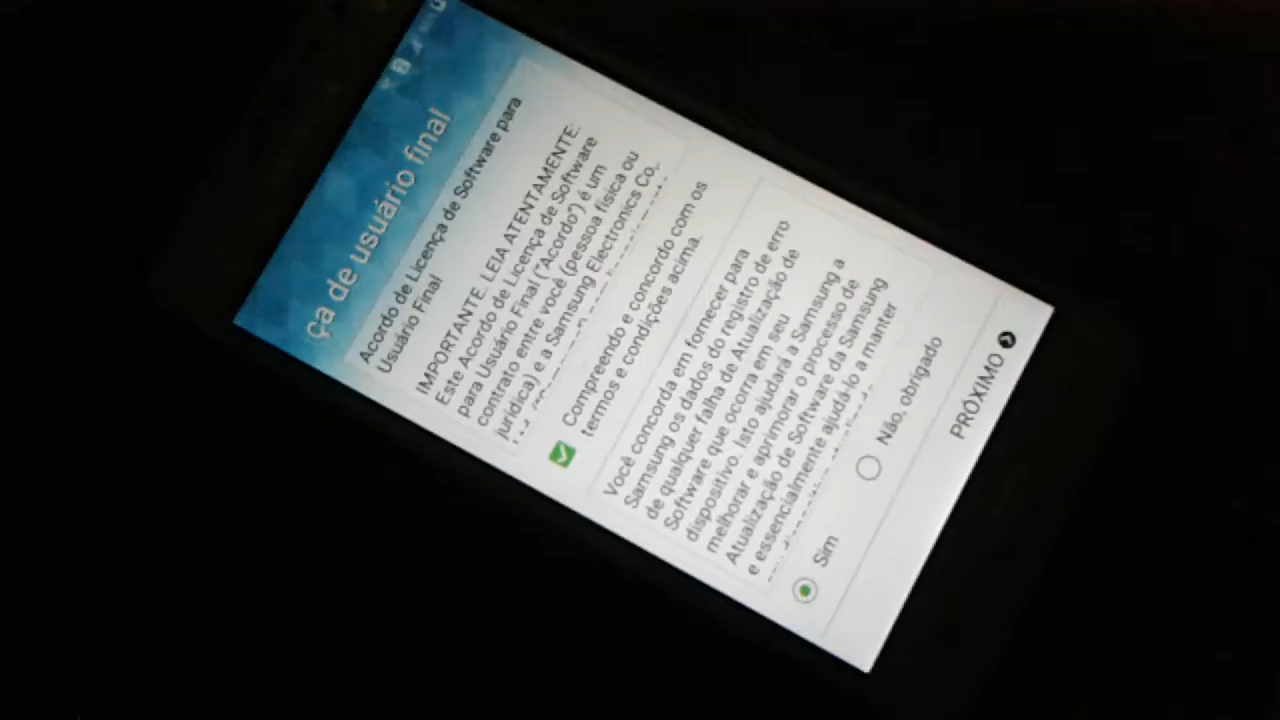 ça de usuário final
Acordo de Licença de Software para
Usuário Final
IMPORTANTE. LEIA ATENTAMENTE:
Este Acordo de Licença de Software
para Usuário Final ("Acordo") é um
contrato entre você (pessoa física ou
jurídica) e a Samsung Electronics Co.,
Compreendo e concordo com os
termos e condições acima.
Você concorda em fornecer para
Samsung os dados do registro de erro
de qualquer falha de Atualização de
Software que ocorra em seu
dispositivo. Isto ajudará a Samsung a
melhorar e aprimorar o processo de
Atualização de Software da Samsung
e essencialmente ajudá-lo a manter
Sim
Não, obrigado
PRÓXIMO